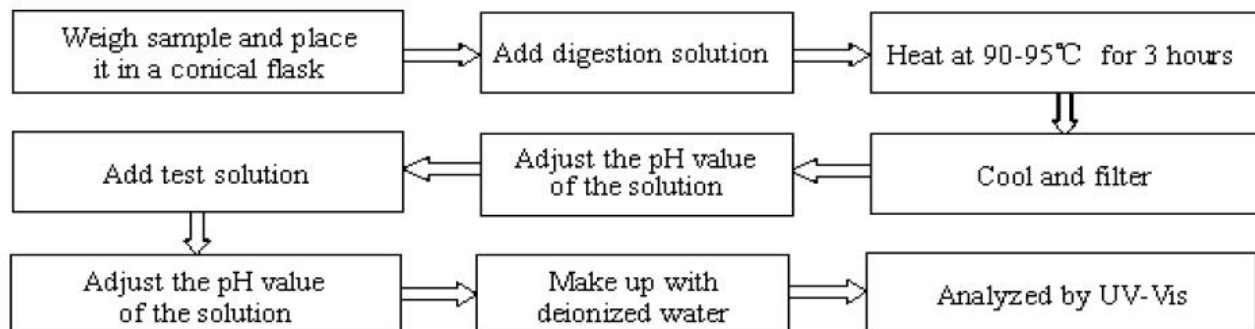 Weigh sample and place
it in a conical flask
Add digestion solution
Heat at 90-95℃ for 3 hours
Add test solution
Adjust the pH value
of the solution
Cool and filter
Adjust the pH value
of the solution
Make up with
deionized water
Analyzed by UV-Vis